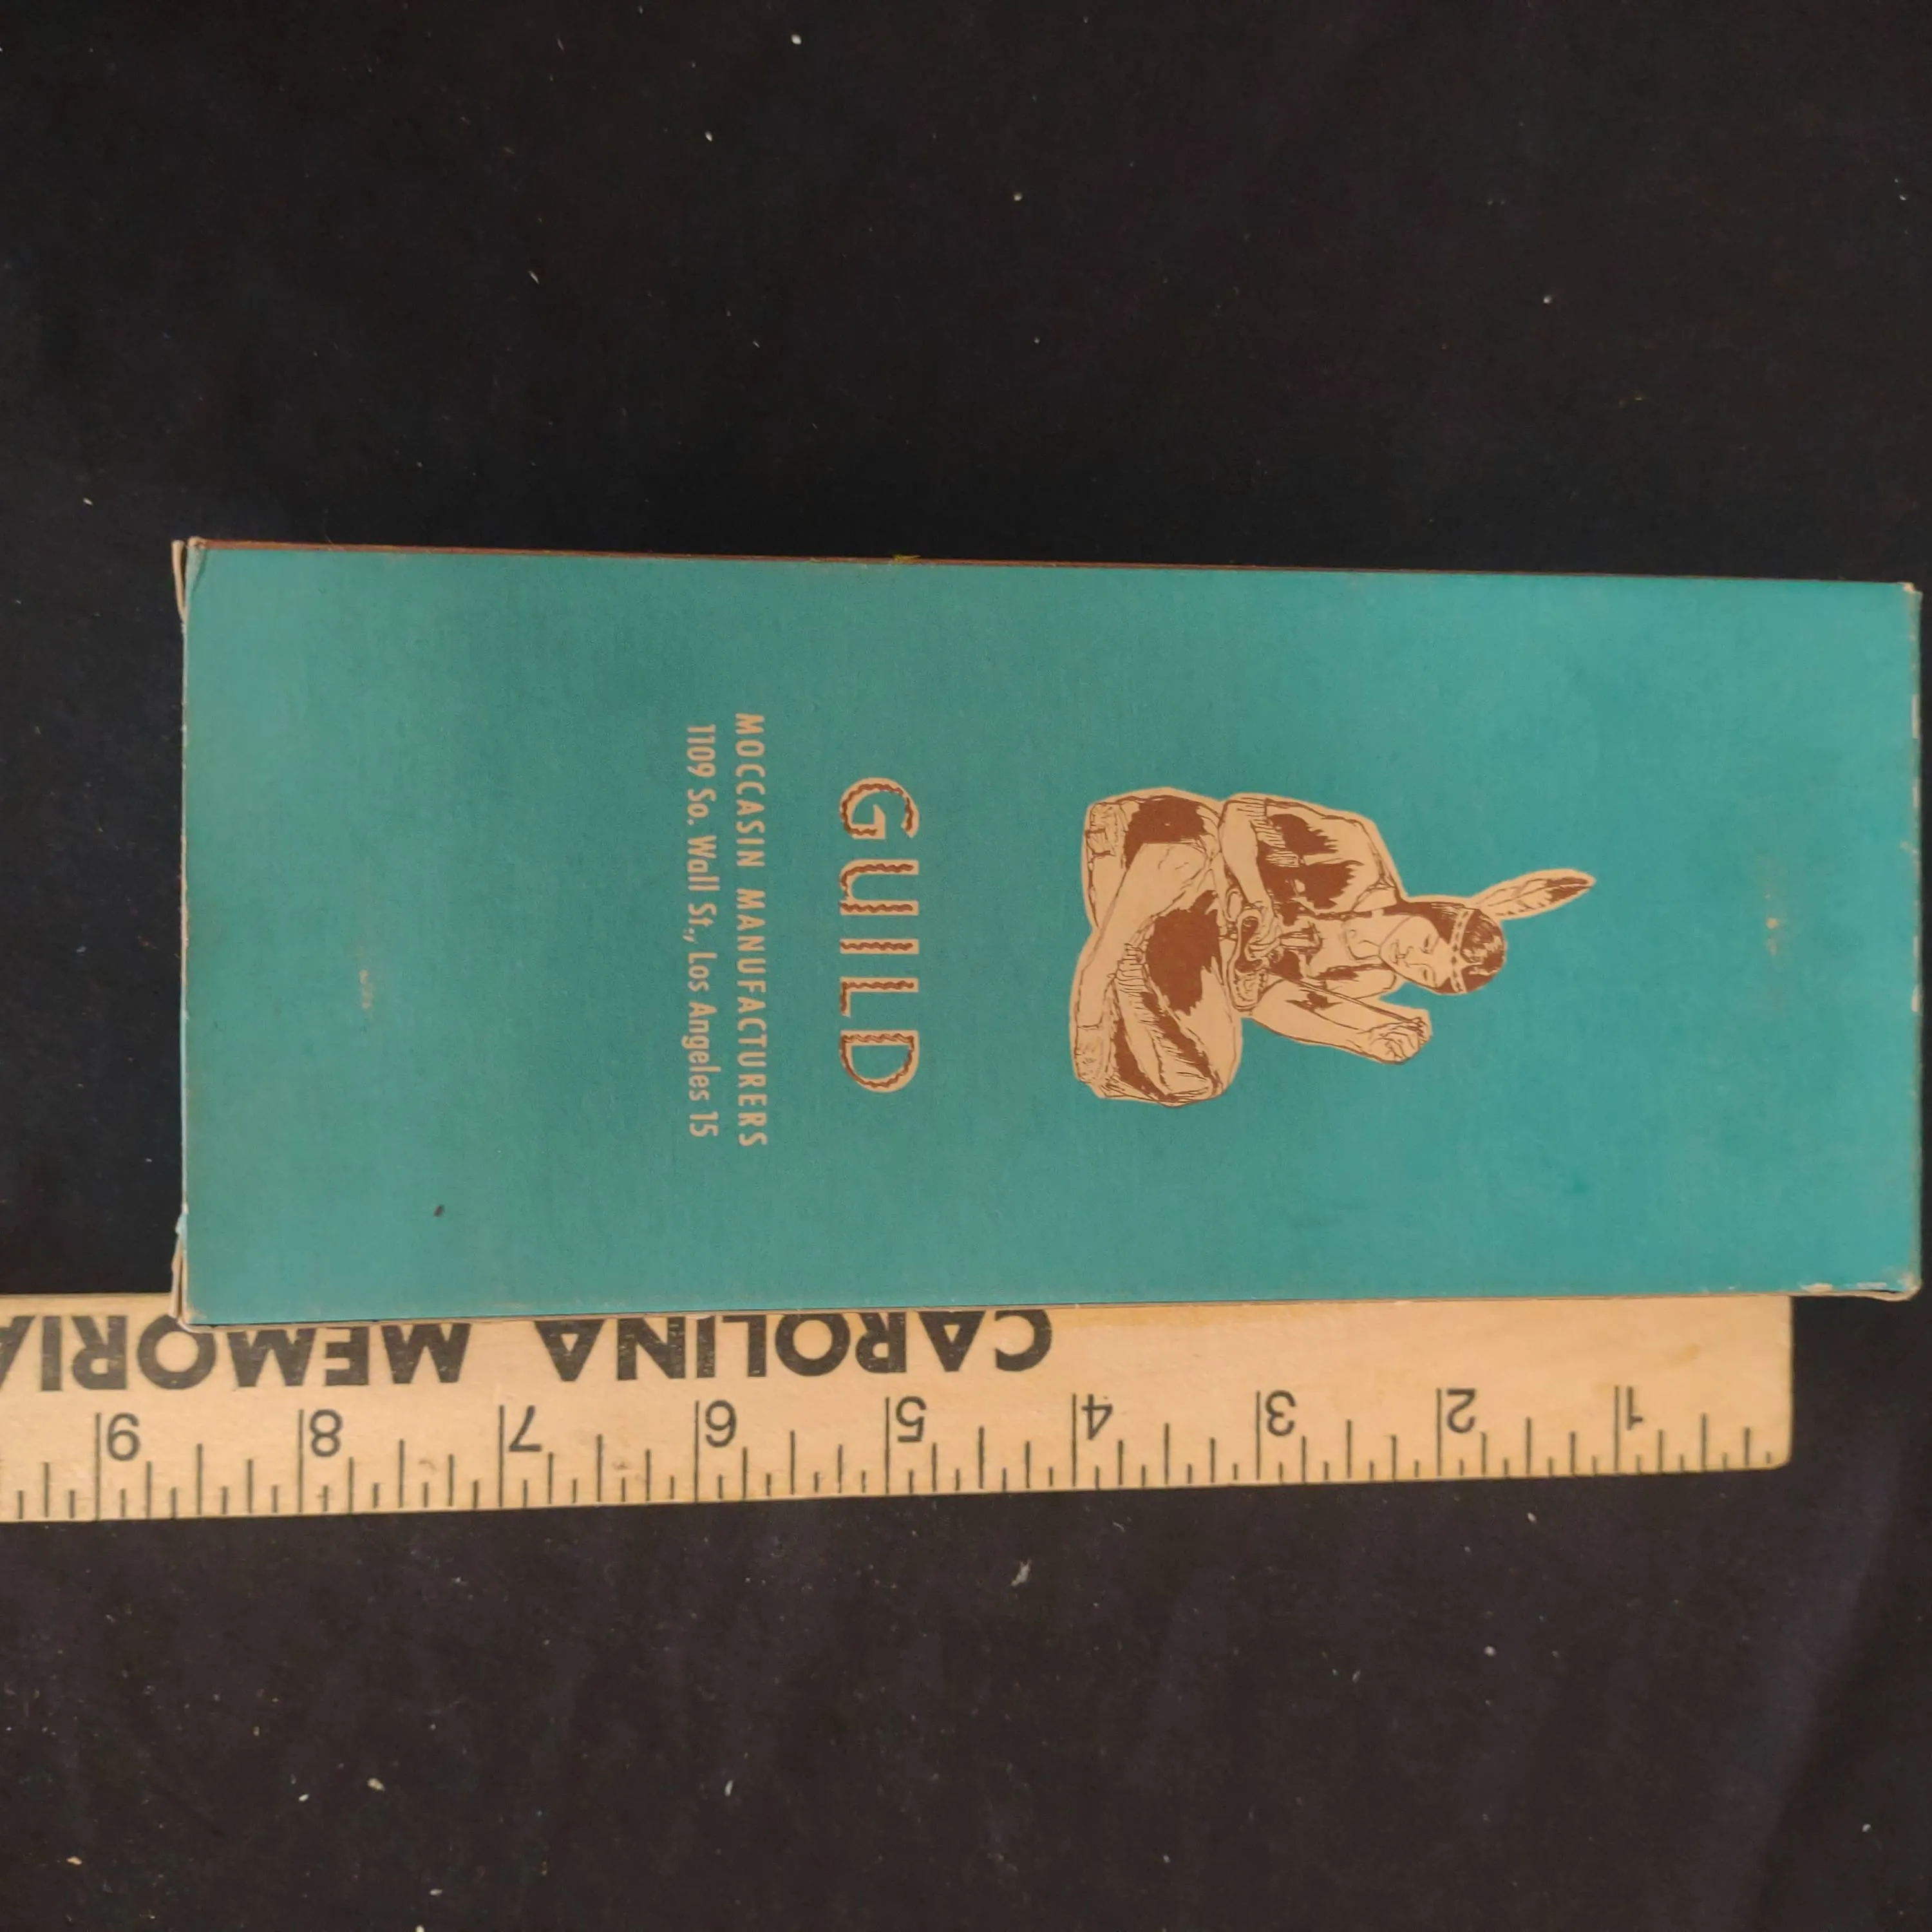 GUILD
MOCCASIN MANUFACTURERS
1109 So. Wall St., Los Angeles 15
CAROLINA MEMORIA
1 2 3 4 5 6 7 8 9